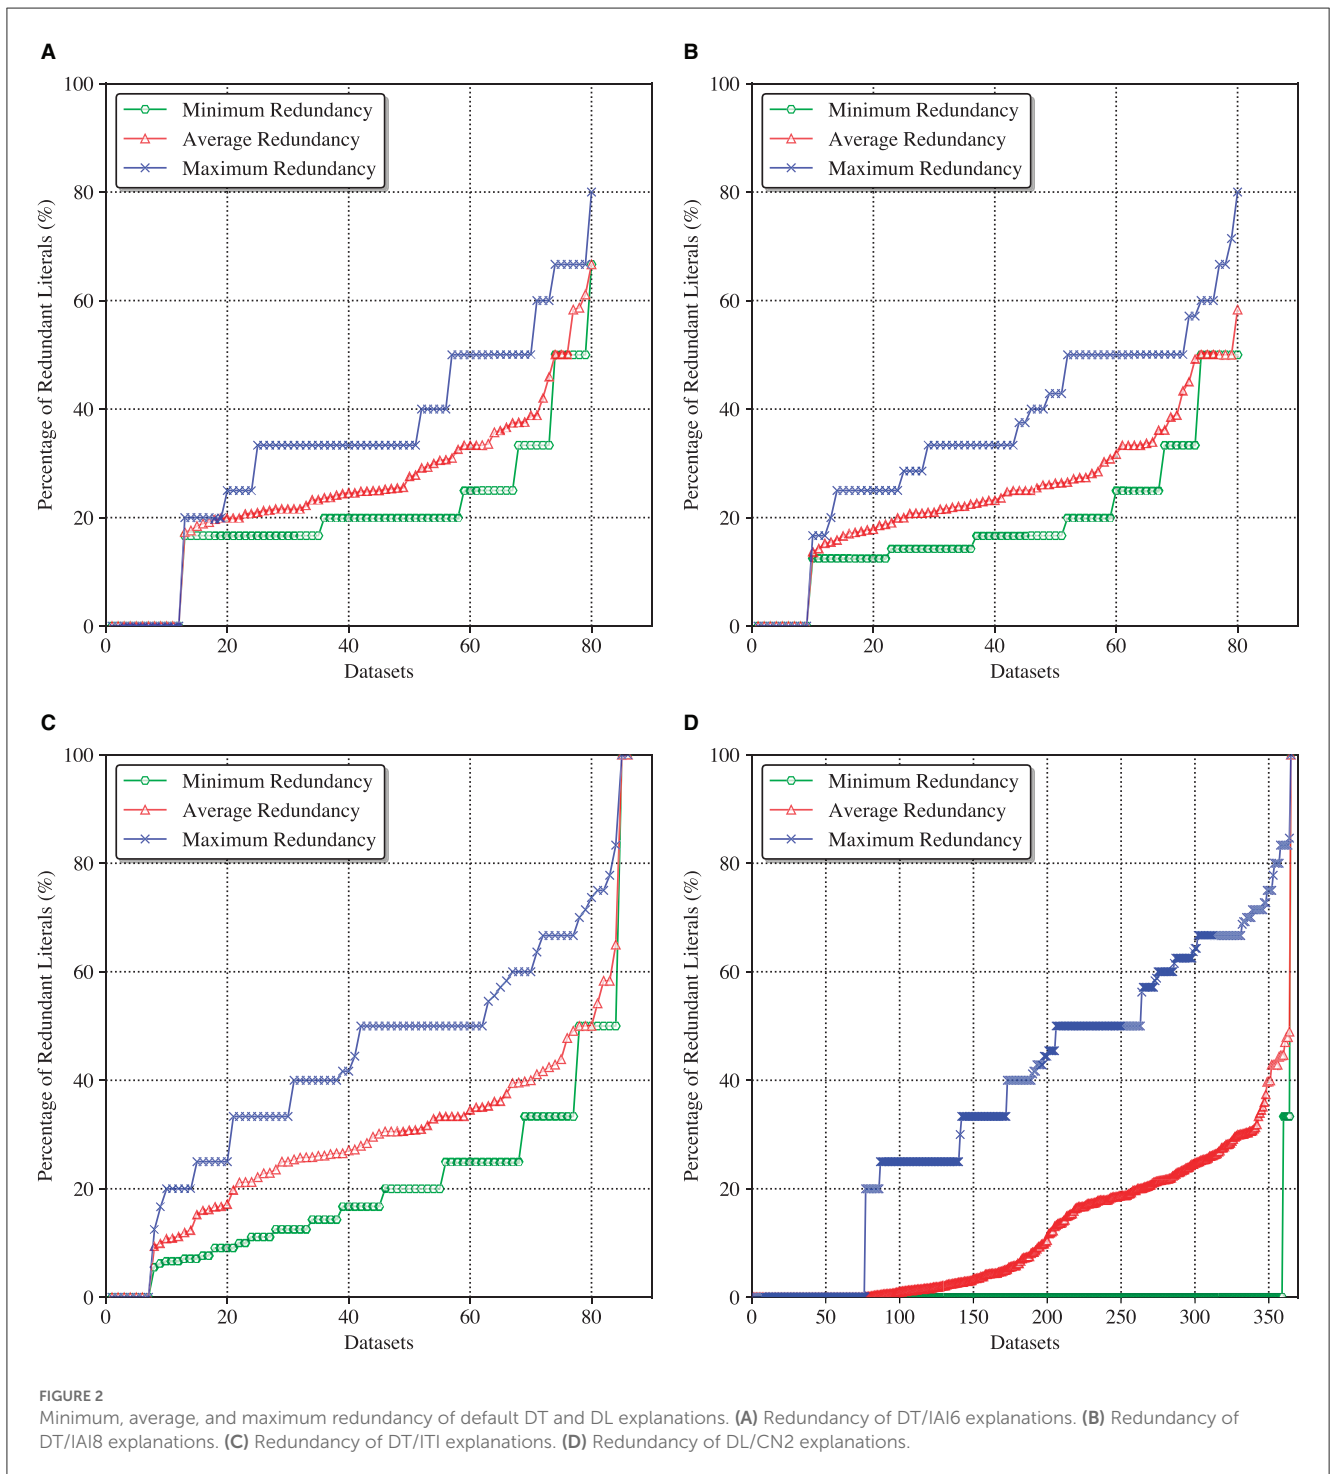 A
100
80
60
40
20
0
Percentage of Redundant Literals (%)
Minimum Redundancy
Average Redundancy
Maximum Redundancy
20
40
60
80
Datasets
B
100
80
60
40
20
0
Percentage of Redundant Literals (%)
Minimum Redundancy
Average Redundancy
Maximum Redundancy
20
40
60
80
Datasets
C
100
80
60
40
20
0
Percentage of Redundant Literals (%)
Minimum Redundancy
Average Redundancy
Maximum Redundancy
20
40
60
80
Datasets
D
100
80
60
40
20
0
Percentage of Redundant Literals (%)
Minimum Redundancy
Average Redundancy
Maximum Redundancy
0
50
100
150
200
250
300
350
Datasets
FIGURE 2
Minimum, average, and maximum redundancy of default DT and DL explanations. (A) Redundancy of DT/IAI6 explanations. (B) Redundancy of
DT/IAI8 explanations. (C) Redundancy of DT/ITI explanations. (D) Redundancy of DL/CN2 explanations.